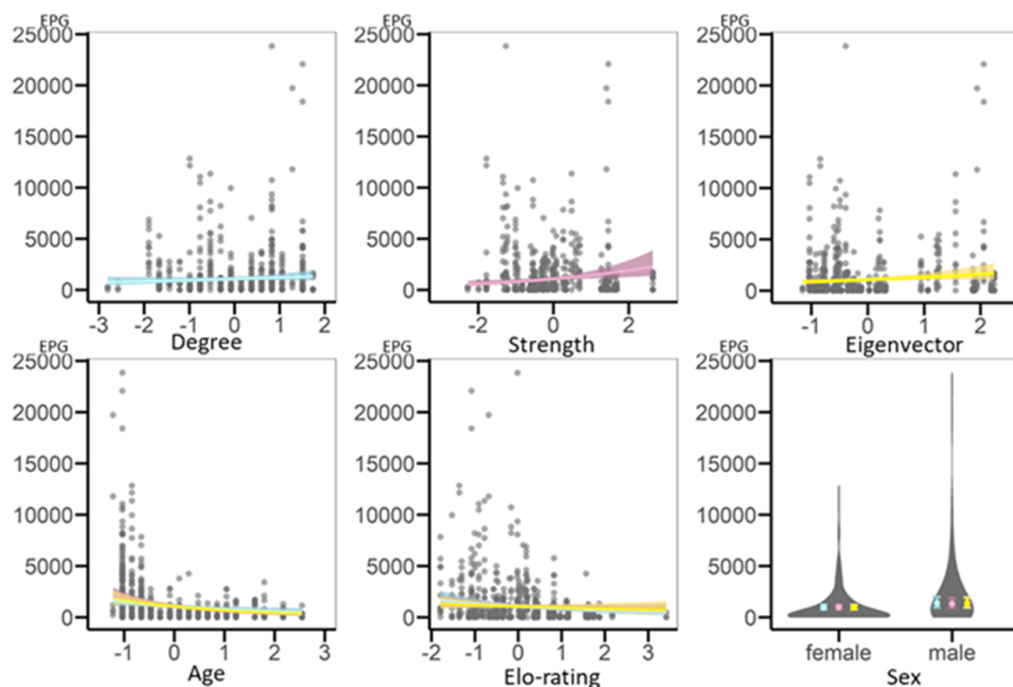 EPG EPG EPG
25000 25000 25000
20000 20000 20000
15000 15000 15000
10000 10000 10000
5000 5000 5000
0 0 0
-3 -2 -1 0 1 2 -2 0 2 -1 0 1 2
Degree Strength Eigenvector
EPG EPG EPG
25000 25000 25000
20000 20000 20000
15000 15000 15000
10000 10000 10000
5000 5000 5000
0 0 0
-1 0 1 2 3 -2 -1 0 1 2 3 female male
Age Elo-rating Sex